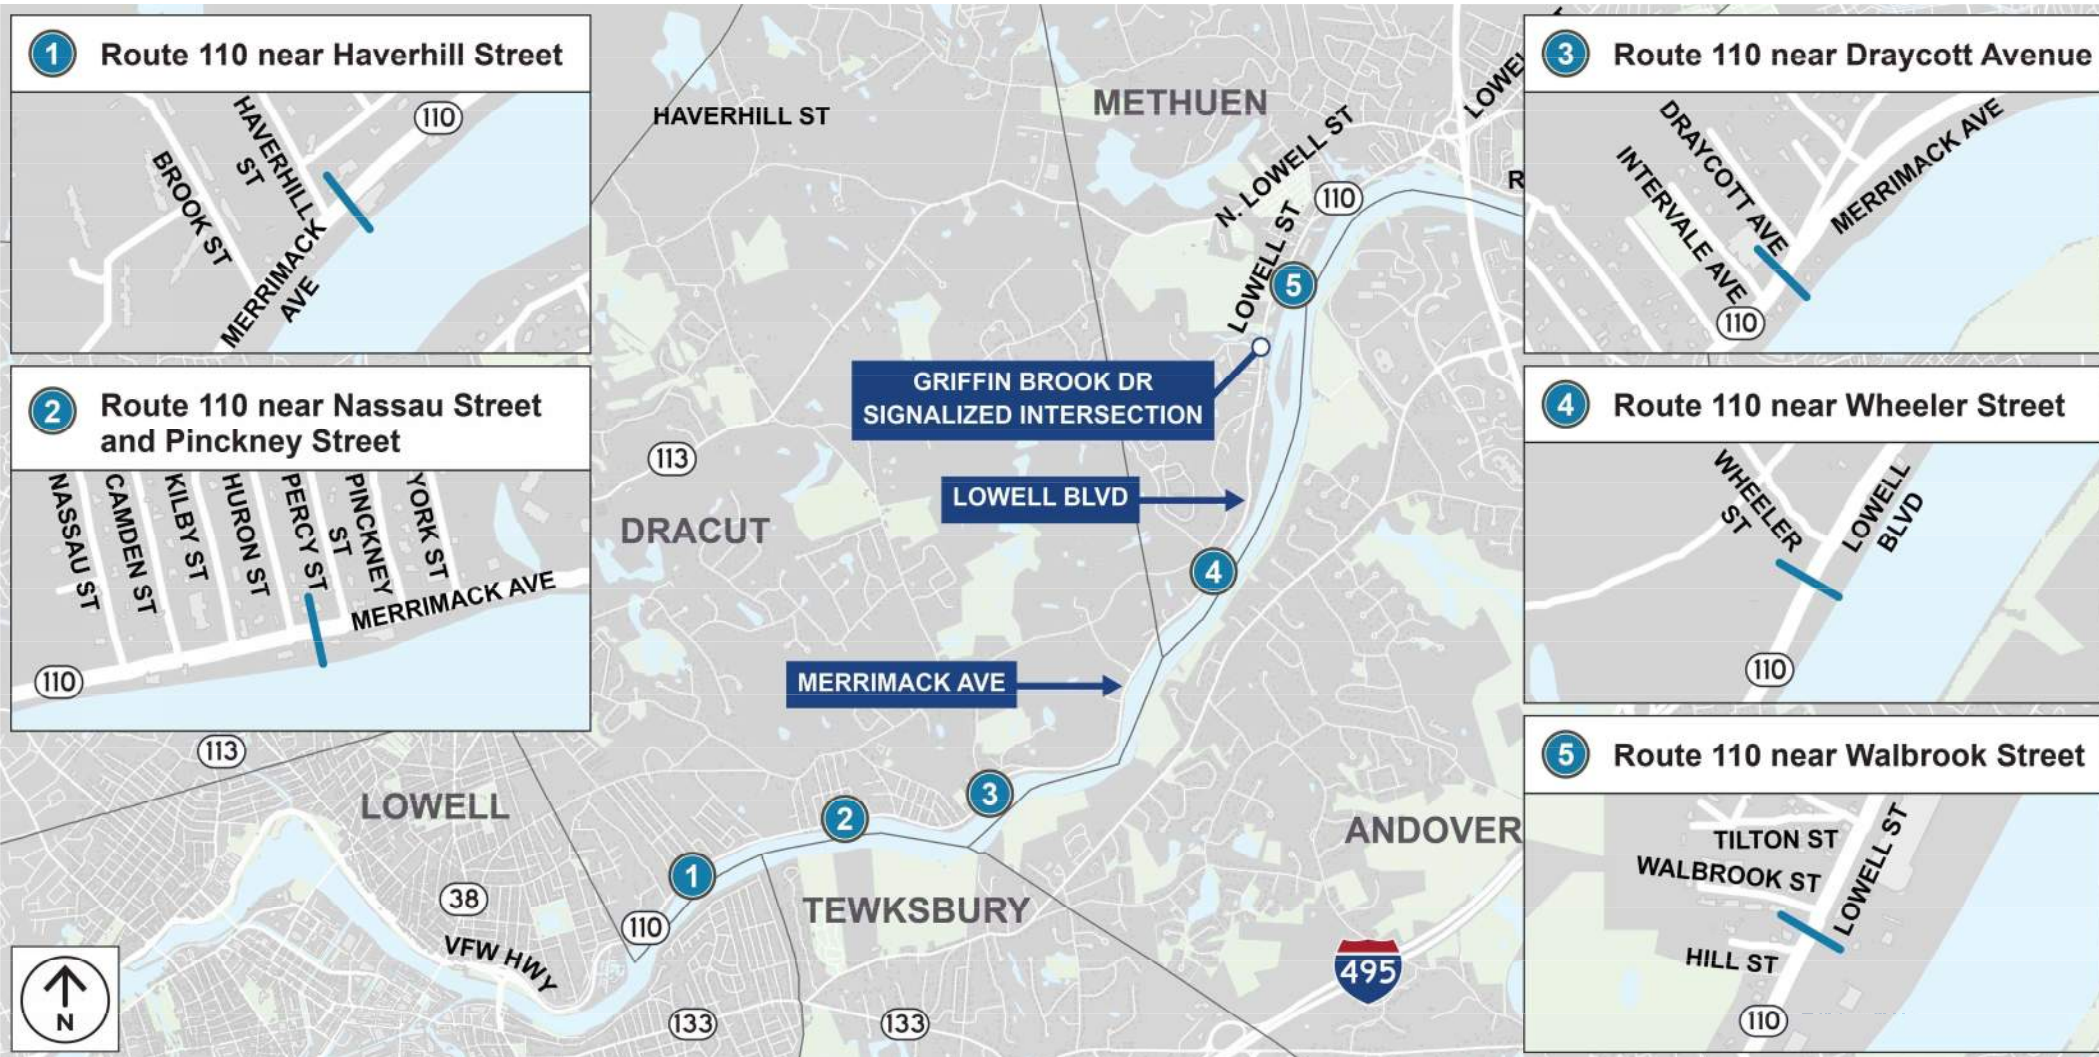 1
Route 110 near Haverhill Street
HAVERHILL
ST
110
BROOK ST
MERRIMACK
AVE
2
Route 110 near Nassau Street
and Pinckney Street
NASSAU ST
CAMDEN ST
KILBY ST
HURON ST
PERCY ST
PINCKNEY
ST
YORK ST
MERRIMACK AVE
110
HAVERHILL ST
METHUEN
N. LOWELL ST
110
LOWELL ST
5
GRIFFIN BROOK DR
SIGNALIZED INTERSECTION
113
LOWELL BLVD
DRACUT
4
MERRIMACK AVE
113
LOWELL
3
2
1
ANDOVER
38
110
TEWKSBURY
VFW HWY
495
133
133
N
3
Route 110 near Draycott Avenue
DRAYCOTT AVE
INTERVALE AVE
MERRIMACK AVE
110
4
Route 110 near Wheeler Street
WHEELER
ST
LOWELL
BLVD
110
5
Route 110 near Walbrook Street
TILTON ST
WALBROOK ST
LOWELL ST
HILL ST
110